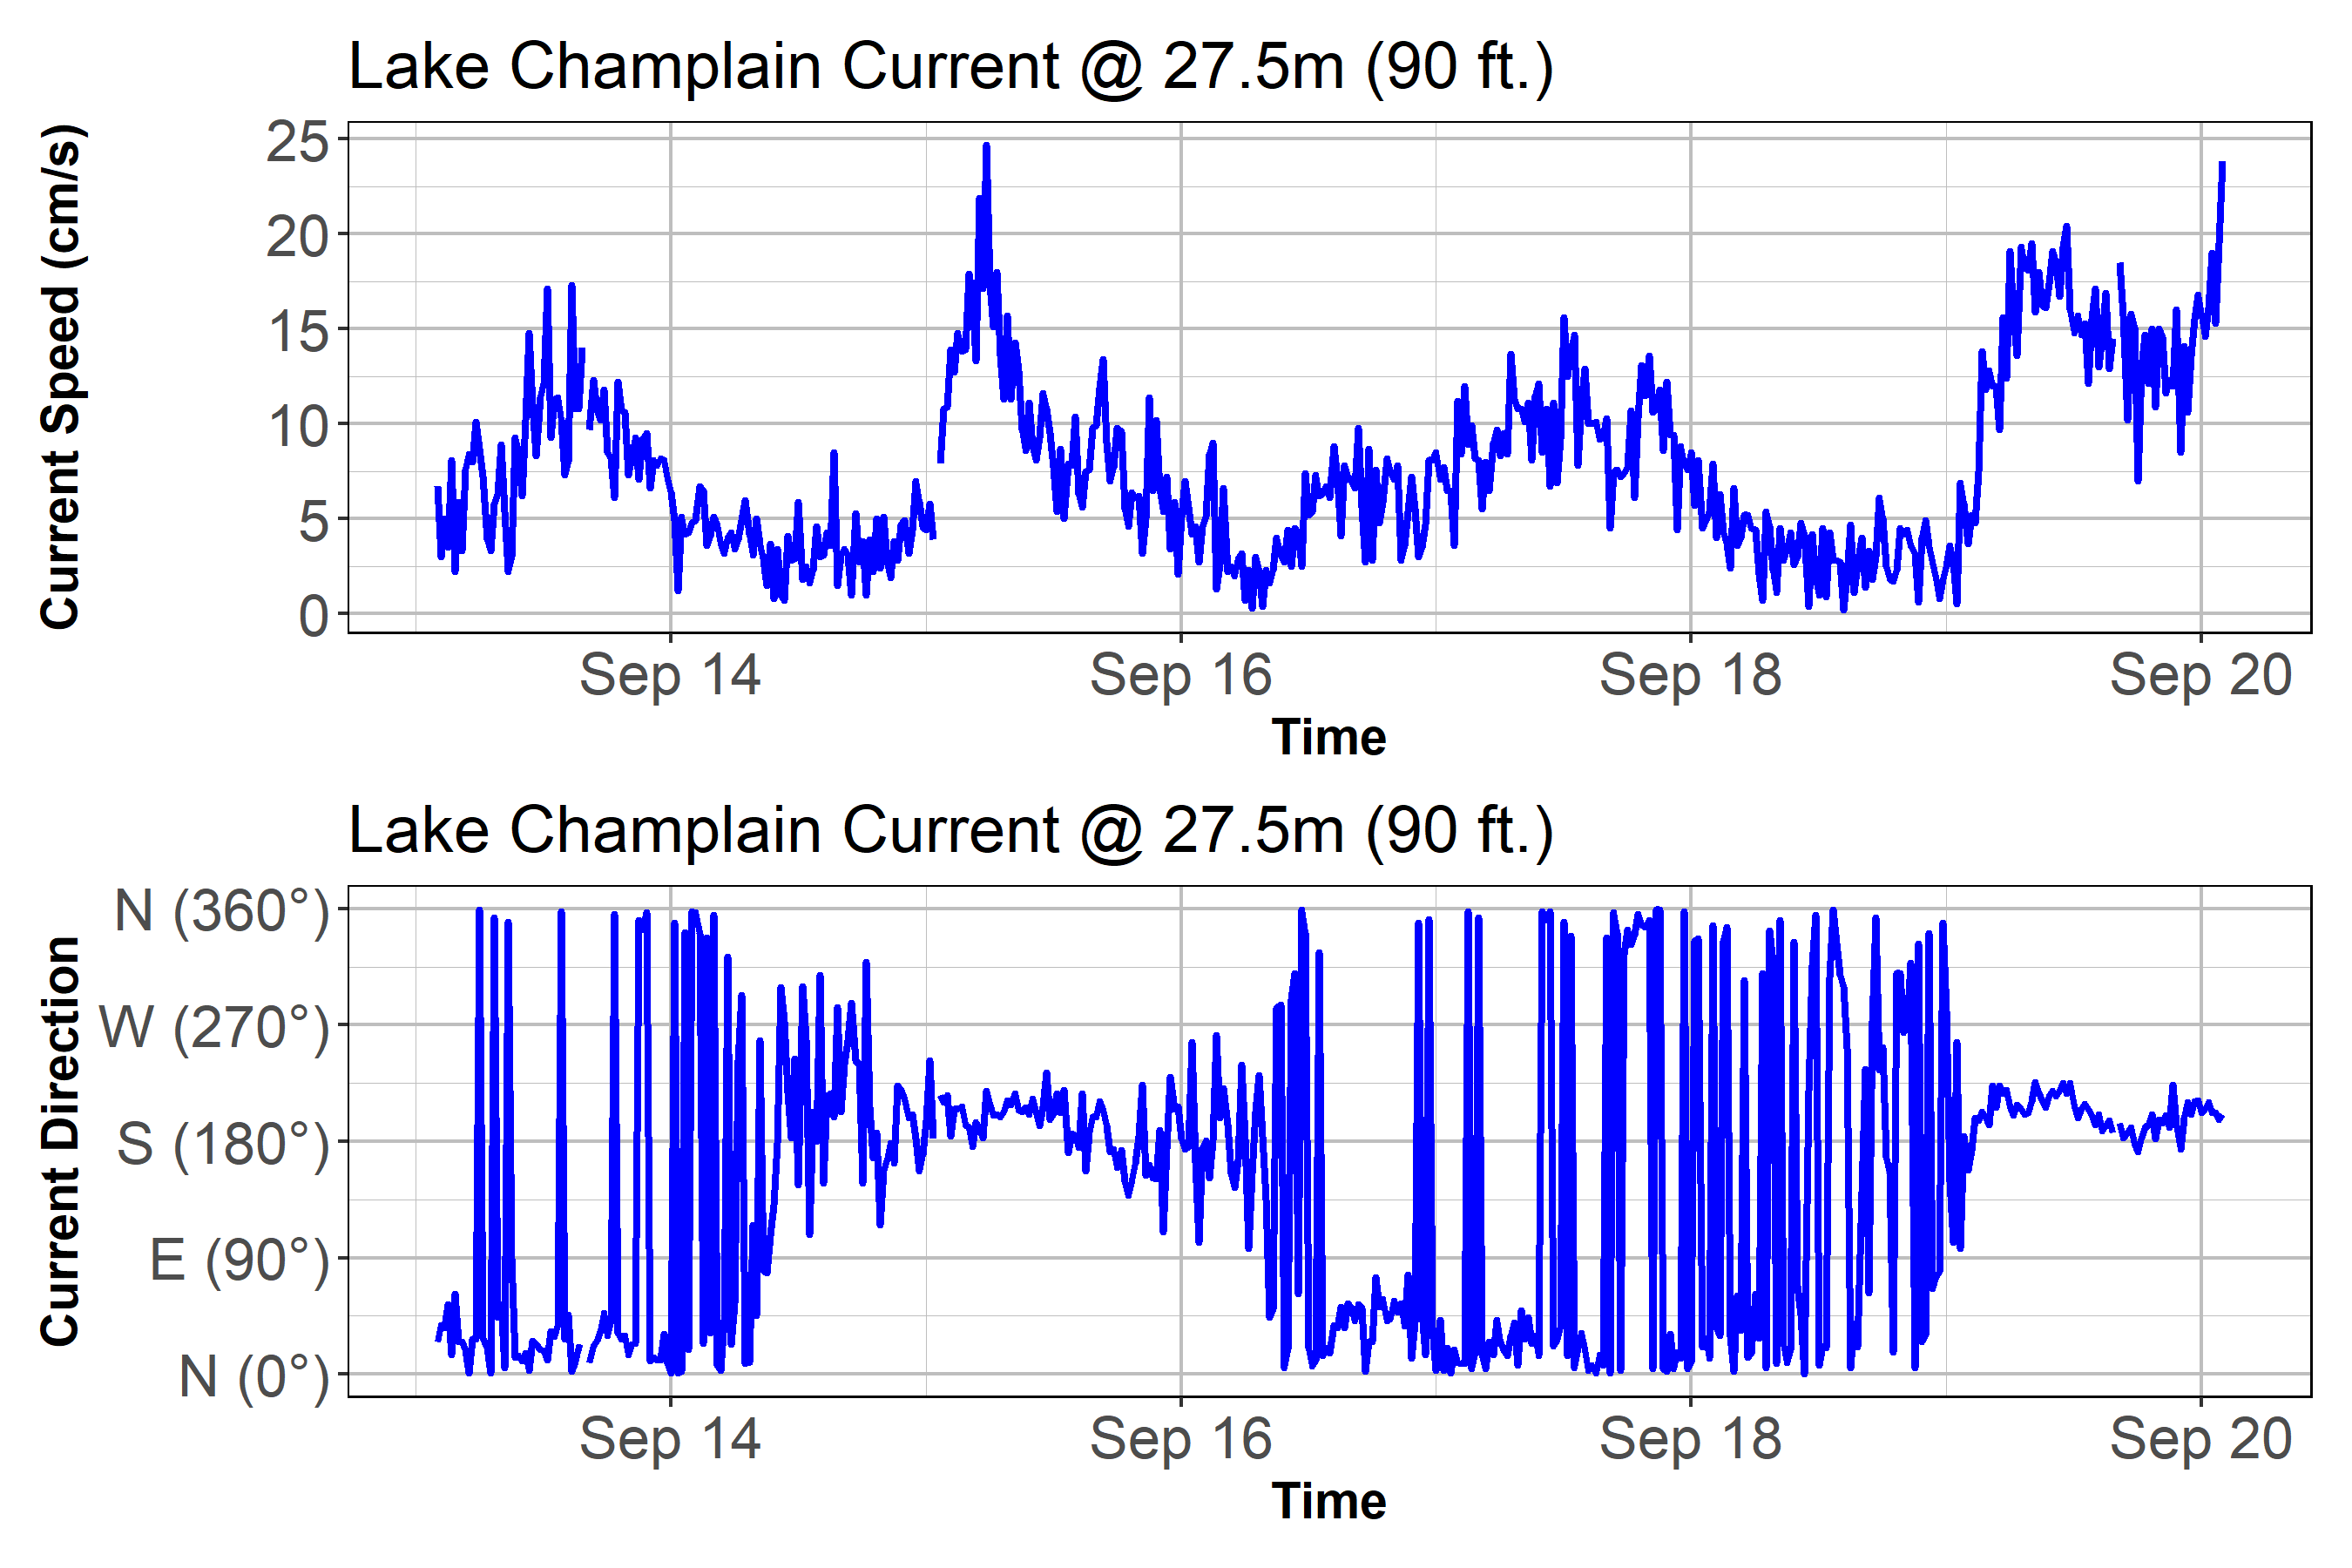 Lake Champlain Current @ 27.5m (90 ft.)
Current Speed (cm/s)
25
20
15
10
5
0
Sep 14 Sep 16 Sep 18 Sep 20
Time
Lake Champlain Current @ 27.5m (90 ft.)
Current Direction
N (360°)
W (270°)
S (180°)
E (90°)
N (0°)
Sep 14 Sep 16 Sep 18 Sep 20
Time